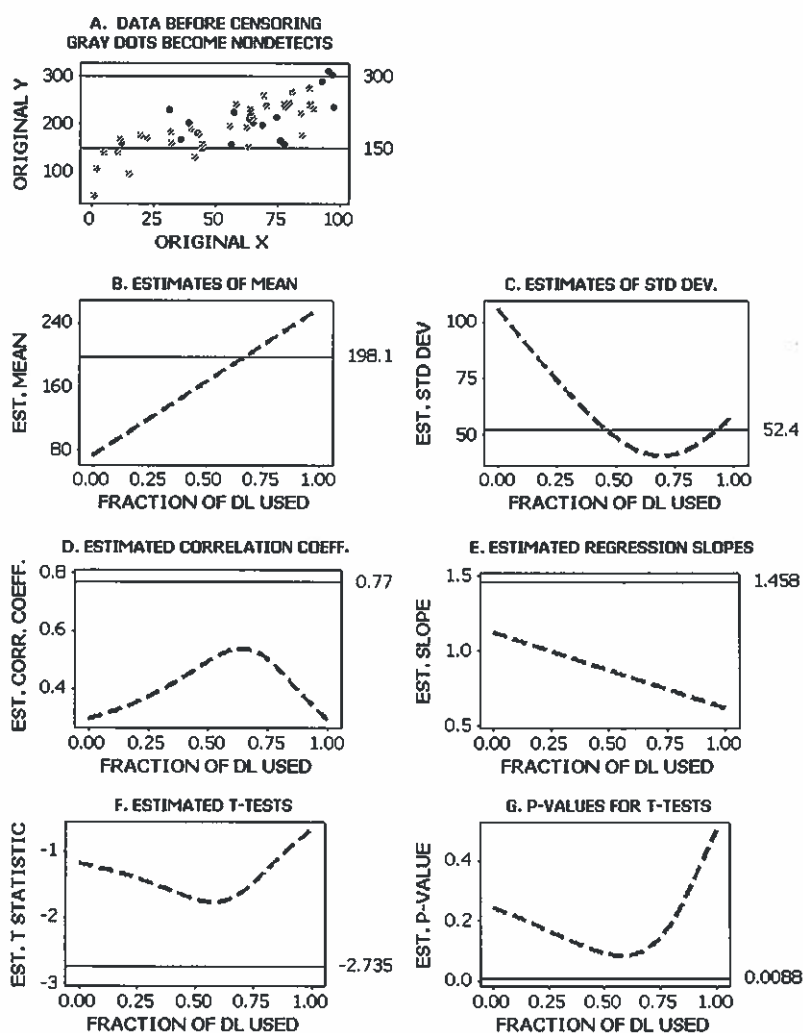 A. DATA BEFORE CENSORING
GRAY DOTS BECOME NONDETECTS
ORIGINAL Y
300
200
100
300
150
0 25 50 75 100
ORIGINAL X
B. ESTIMATES OF MEAN
EST. MEAN
240
160
80
198.1
0.00 0.25 0.50 0.75 1.00
FRACTION OF DL USED
C. ESTIMATES OF STD DEV.
EST. STD DEV
100
75
50
52.4
0.00 0.25 0.50 0.75 1.00
FRACTION OF DL USED
D. ESTIMATED CORRELATION COEFF.
EST. CORR. COEFF.
0.8
0.6
0.4
0.77
0.00 0.25 0.50 0.75 1.00
FRACTION OF DL USED
E. ESTIMATED REGRESSION SLOPES
EST. SLOPE
1.5
1.0
0.5
1.458
0.00 0.25 0.50 0.75 1.00
FRACTION OF DL USED
F. ESTIMATED T-TESTS
EST. T STATISTIC
-1
-2
-3
-2.735
0.00 0.25 0.50 0.75 1.00
FRACTION OF DL USED
G. P-VALUES FOR T-TESTS
EST. P-VALUE
0.4
0.2
0.0
0.0088
0.00 0.25 0.50 0.75 1.00
FRACTION OF DL USED